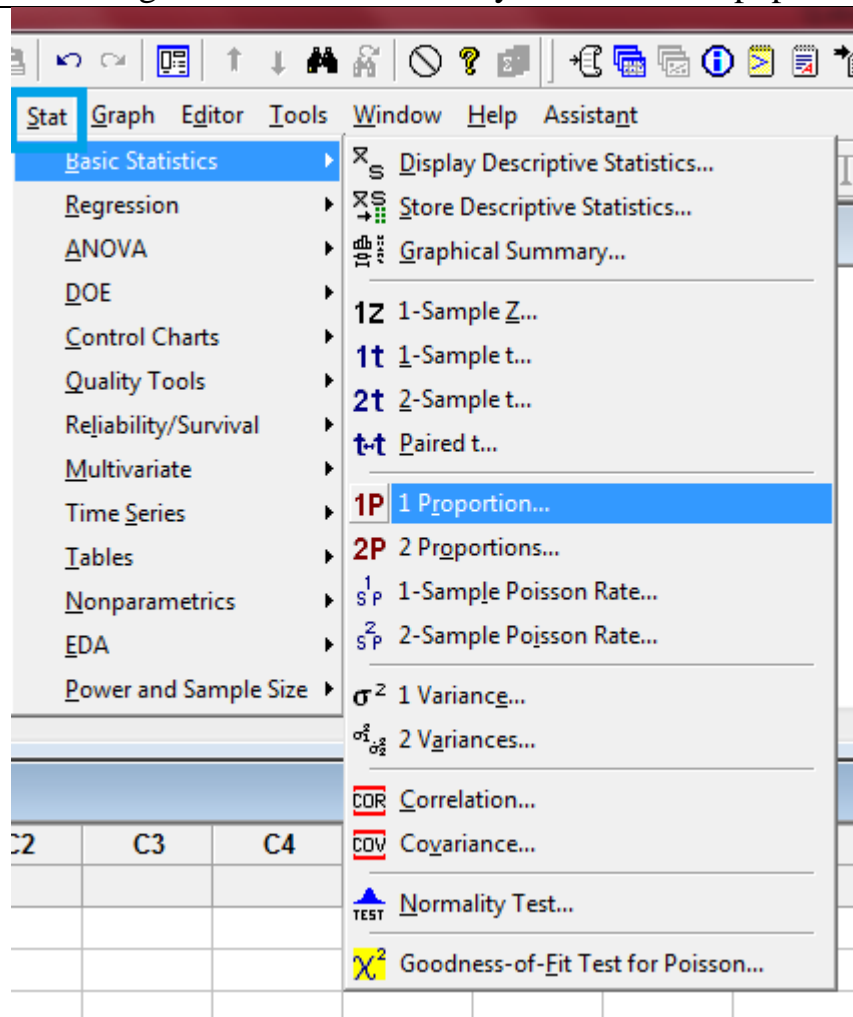 Stat Graph Editor Tools Window Help Assistant
Basic Statistics
Regression
ANOVA
DOE
Control Charts
Quality Tools
Reliability/Survival
Multivariate
Time Series
Tables
Nonparametrics
EDA
Power and Sample Size
Display Descriptive Statistics...
Store Descriptive Statistics...
Graphical Summary...
1Z 1-Sample Z...
1t 1-Sample t...
2t 2-Sample t...
t-t Paired t...
1P 1 Proportion...
2P 2 Proportions...
S 1 P 1-Sample Poisson Rate...
S 2 P 2-Sample Poisson Rate...
σ² 1 Variance...
σ²₁ σ²₂ 2 Variances...
COR Correlation...
COV Covariance...
TEST Normality Test...
χ² Goodness-of-Fit Test for Poisson...
C2 C3 C4